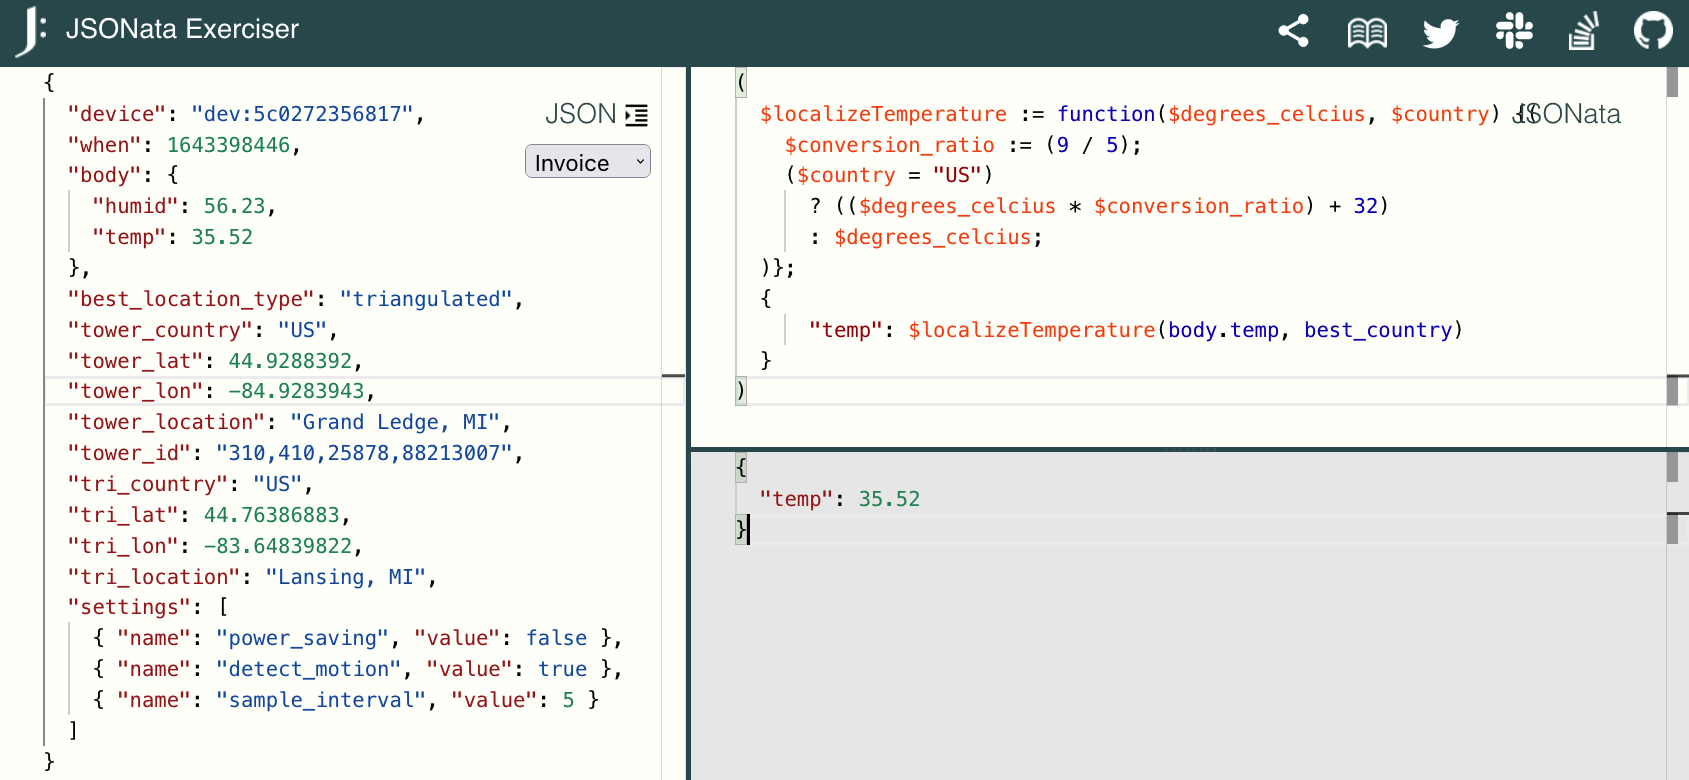 JSONata Exerciser
{
  "device": "dev:5c0272356817",
  "when": 1643398446,
  "body": {
    "humid": 56.23,
    "temp": 35.52
  },
  "best_location_type": "triangulated",
  "tower_country": "US",
  "tower_lat": 44.9288392,
  "tower_lon": -84.9283943,
  "tower_location": "Grand Ledge, MI",
  "tower_id": "310,410,25878,88213007",
  "tri_country": "US",
  "tri_lat": 44.76386883,
  "tri_lon": -83.64839822,
  "tri_location": "Lansing, MI",
  "settings": [
    { "name": "power_saving", "value": false },
    { "name": "detect_motion", "value": true },
    { "name": "sample_interval", "value": 5 }
  ]
}
JSON
Invoice
(
  $localizeTemperature := function($degrees_celcius, $country) {(
    $conversion_ratio := (9 / 5);
    ($country = "US")
      ? (($degrees_celcius * $conversion_ratio) + 32)
      : $degrees_celcius;
  )};
  {
      "temp": $localizeTemperature(body.temp, best_country)
  }
)
JSONata
{
  "temp": 35.52
}